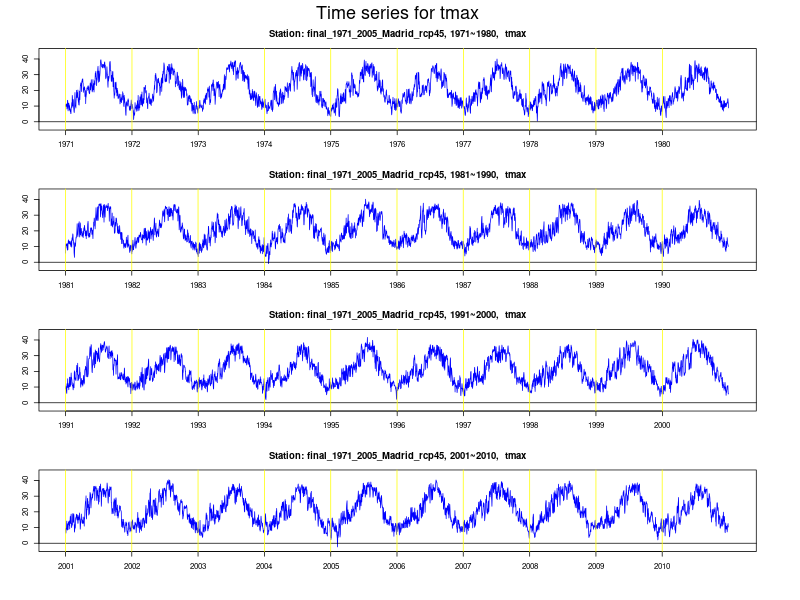 Time series for tmax
Station: final_1971_2005_Madrid_rcp45, 1971~1980, tmax
40
30
20
10
0
1971 1972 1973 1974 1975 1976 1977 1978 1979 1980
Station: final_1971_2005_Madrid_rcp45, 1981~1990, tmax
40
30
20
10
0
1981 1982 1983 1984 1985 1986 1987 1988 1989 1990
Station: final_1971_2005_Madrid_rcp45, 1991~2000, tmax
40
30
20
10
0
1991 1992 1993 1994 1995 1996 1997 1998 1999 2000
Station: final_1971_2005_Madrid_rcp45, 2001~2010, tmax
40
30
20
10
0
2001 2002 2003 2004 2005 2006 2007 2008 2009 2010